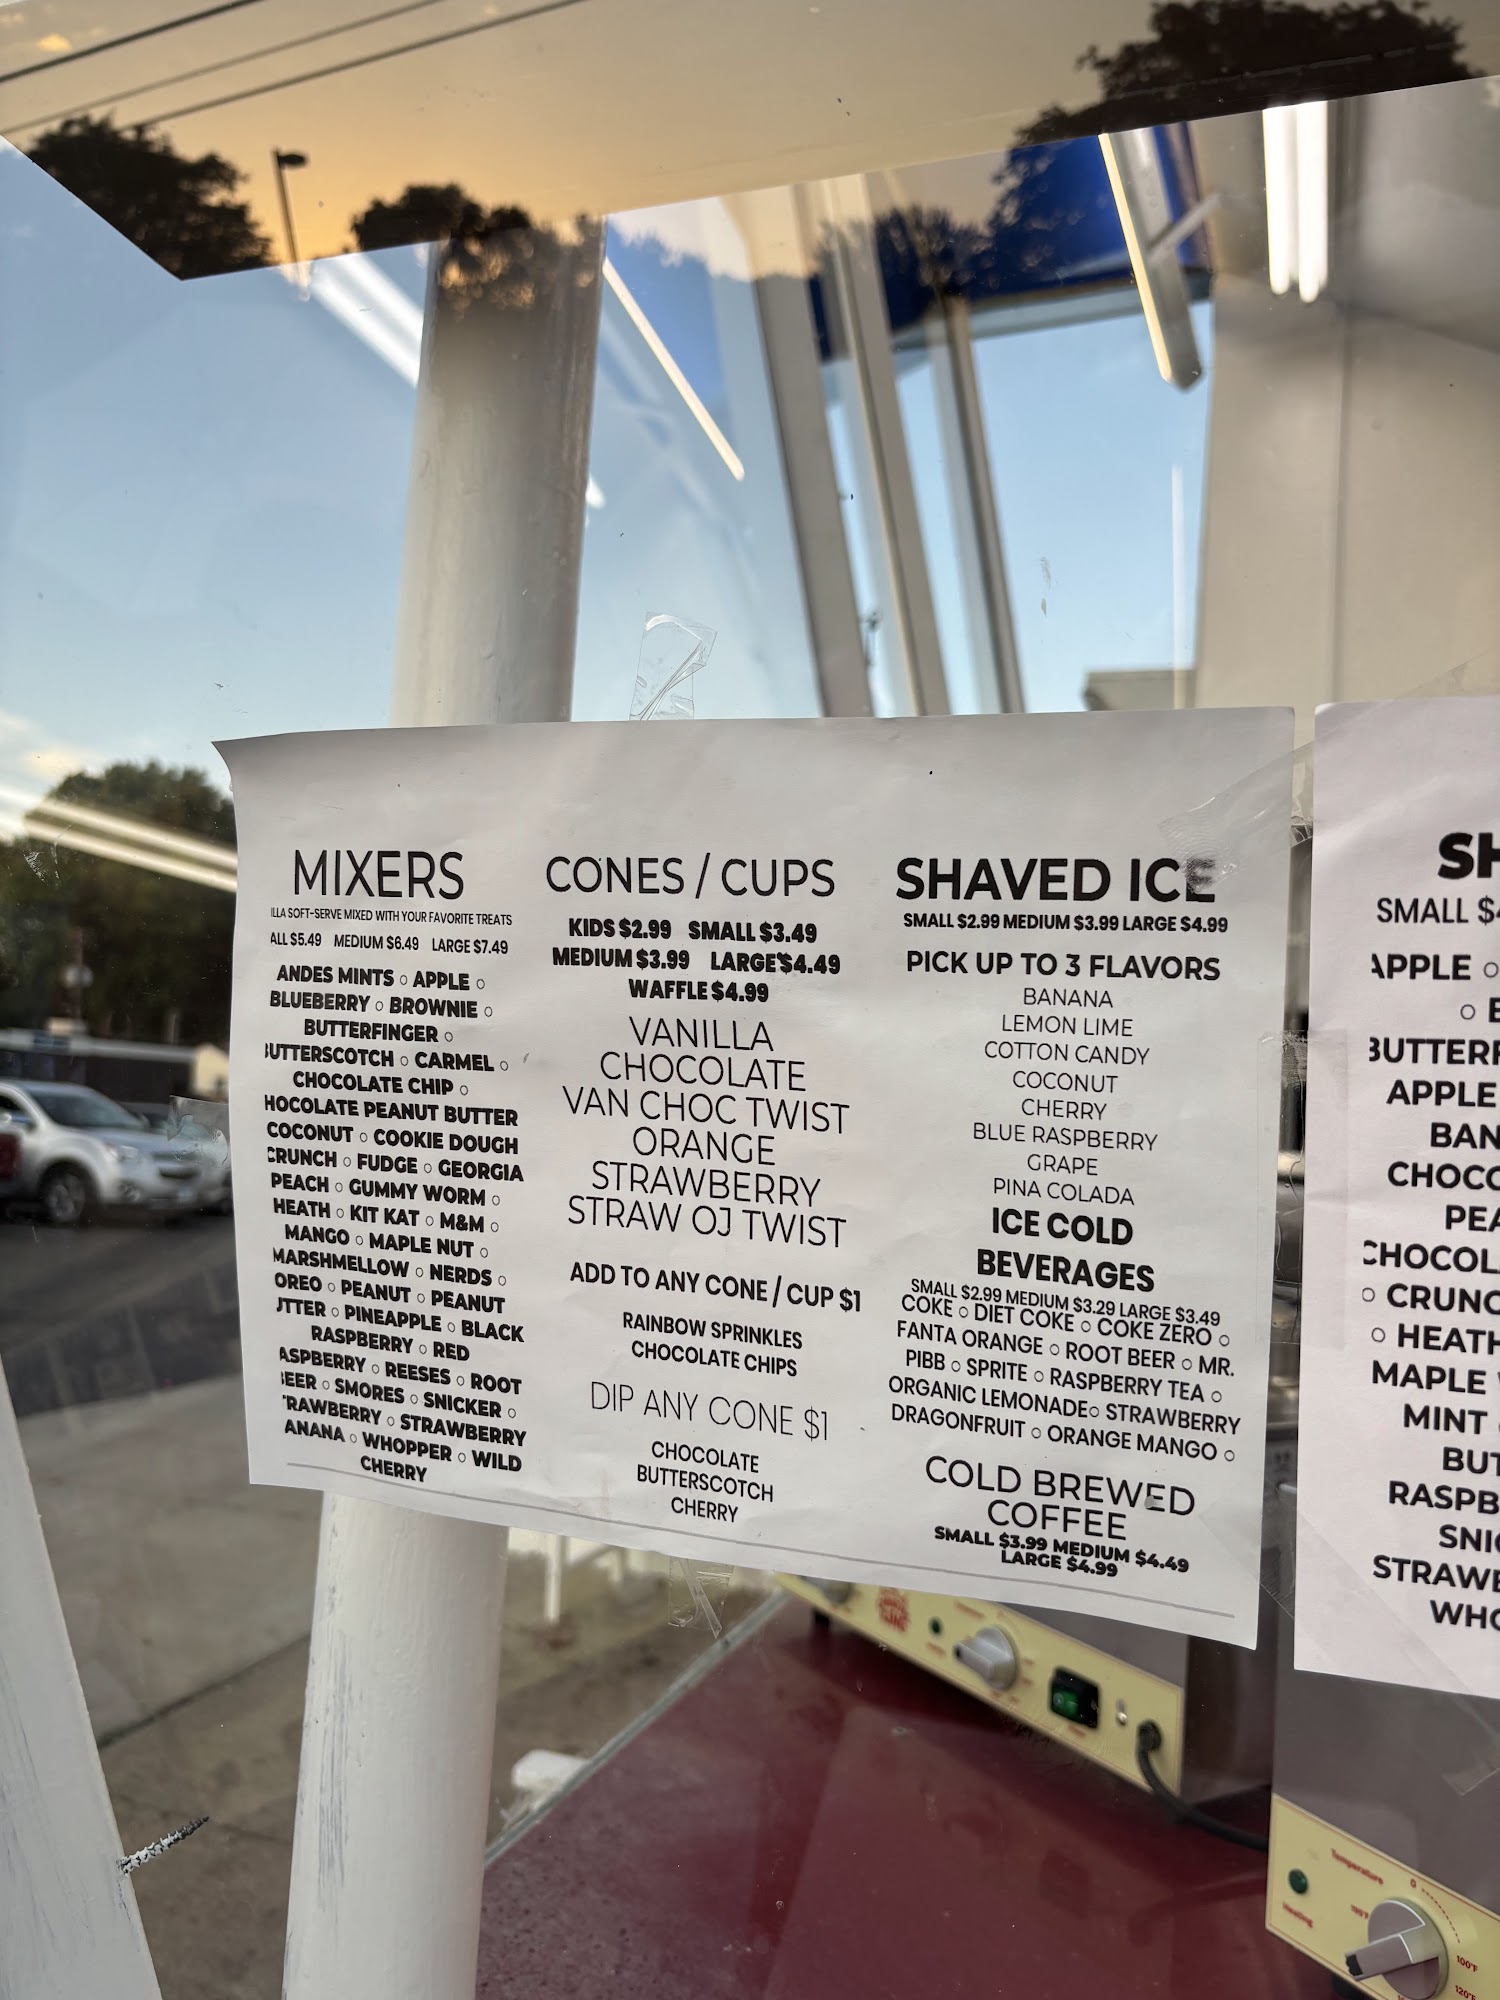 MIXERS
ILLA SOFT-SERVE MIXED WITH YOUR FAVORITE TREATS
ALL $5.49 MEDIUM $6.49 LARGE $7.49
ANDES MINTS ○ APPLE ○
BLUEBERRY ○ BROWNIE ○
BUTTERFINGER ○
BUTTERSCOTCH ○ CARMEL ○
CHOCOLATE CHIP ○
HOCOLATE PEANUT BUTTER
COCONUT ○ COOKIE DOUGH
CRUNCH ○ FUDGE ○ GEORGIA
PEACH ○ GUMMY WORM ○
HEATH ○ KIT KAT ○ M&M ○
MANGO ○ MAPLE NUT ○
MARSHMELLOW ○ NERDS ○
OREO ○ PEANUT ○ PEANUT
UTTER ○ PINEAPPLE ○ BLACK
RASPBERRY ○ RED
ASPBERRY ○ REESES ○ ROOT
BEER ○ SMORES ○ SNICKER ○
TRAWBERRY ○ STRAWBERRY
ANANA ○ WHOPPER ○ WILD
CHERRY
CONES / CUPS
KIDS $2.99 SMALL $3.49
MEDIUM $3.99 LARGE $4.49
WAFFLE $4.99
VANILLA
CHOCOLATE
VAN CHOC TWIST
ORANGE
STRAWBERRY
STRAW OJ TWIST
ADD TO ANY CONE / CUP $1
RAINBOW SPRINKLES
CHOCOLATE CHIPS
DIP ANY CONE $1
CHOCOLATE
BUTTERSCOTCH
CHERRY
SHAVED ICE
SMALL $2.99 MEDIUM $3.99 LARGE $4.99
PICK UP TO 3 FLAVORS
BANANA
LEMON LIME
COTTON CANDY
COCONUT
CHERRY
BLUE RASPBERRY
GRAPE
PINA COLADA
ICE COLD
BEVERAGES
SMALL $2.99 MEDIUM $3.29 LARGE $3.49
COKE ○ DIET COKE ○ COKE ZERO ○
FANTA ORANGE ○ ROOT BEER ○ MR.
PIBB ○ SPRITE ○ RASPBERRY TEA ○
ORGANIC LEMONADE○ STRAWBERRY
DRAGONFRUIT ○ ORANGE MANGO ○
COLD BREWED
COFFEE
SMALL $3.99 MEDIUM $4.49
LARGE $4.99
SH
SMALL $4
APPLE ○
○ B
BUTTERF
APPLE
BAN
CHOCO
PEA
CHOCOL
○ CRUNC
○ HEATH
MAPLE
MINT
BUT
RASPB
SNIC
STRAWB
WHO
Temperature
Heating
100°F
120°F